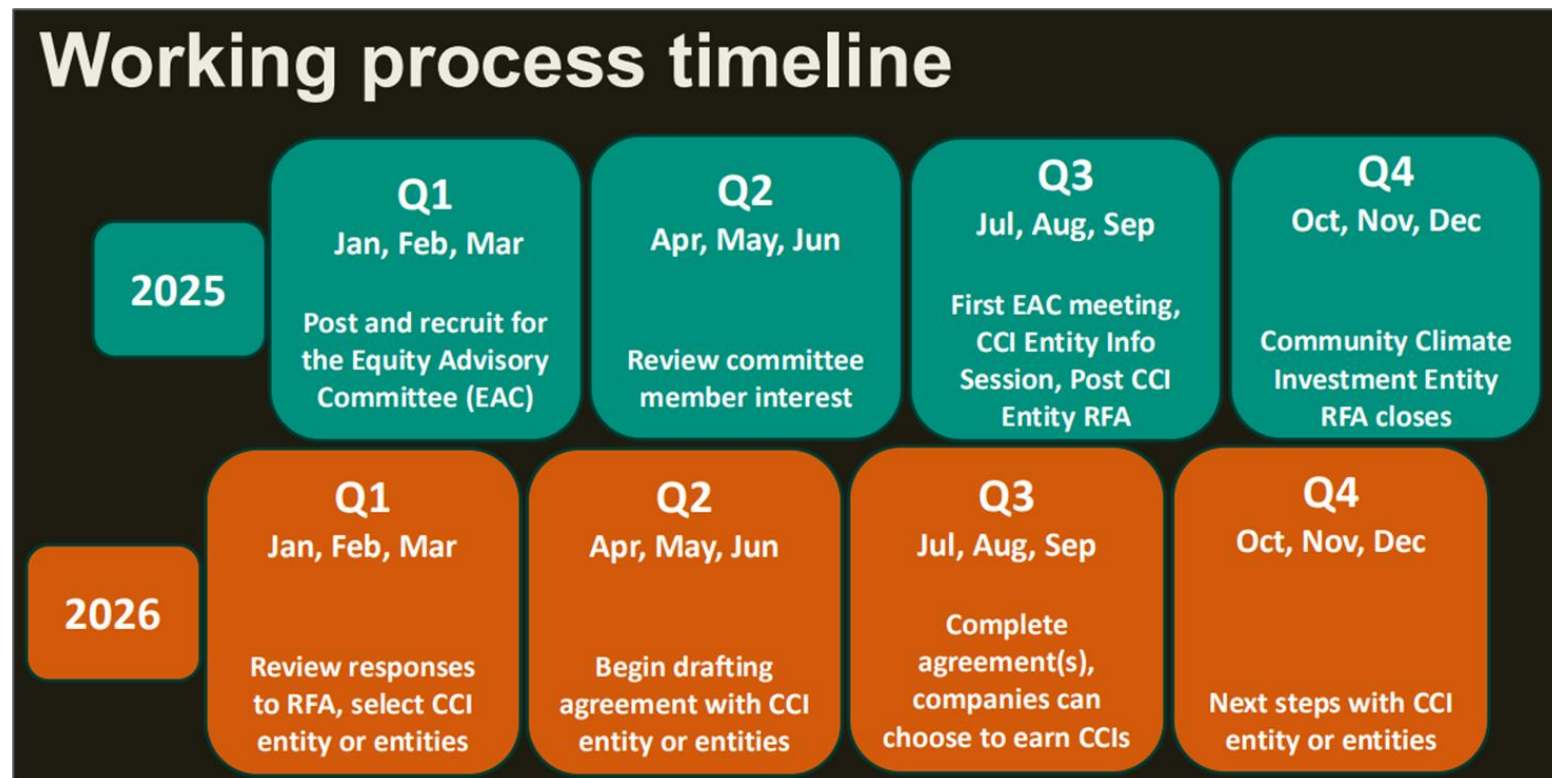 Working process timeline
2025
Q1
Jan, Feb, Mar
Post and recruit for
the Equity Advisory
Committee (EAC)
Q2
Apr, May, Jun
Review committee
member interest
Q3
Jul, Aug, Sep
First EAC meeting,
CCI Entity Info
Session, Post CCI
Entity RFA
Q4
Oct, Nov, Dec
Community Climate
Investment Entity
RFA closes
2026
Q1
Jan, Feb, Mar
Review responses
to RFA, select CCI
entity or entities
Q2
Apr, May, Jun
Begin drafting
agreement with CCI
entity or entities
Q3
Jul, Aug, Sep
Complete
agreement(s),
companies can
choose to earn CCIs
Q4
Oct, Nov, Dec
Next steps with CCI
entity or entities